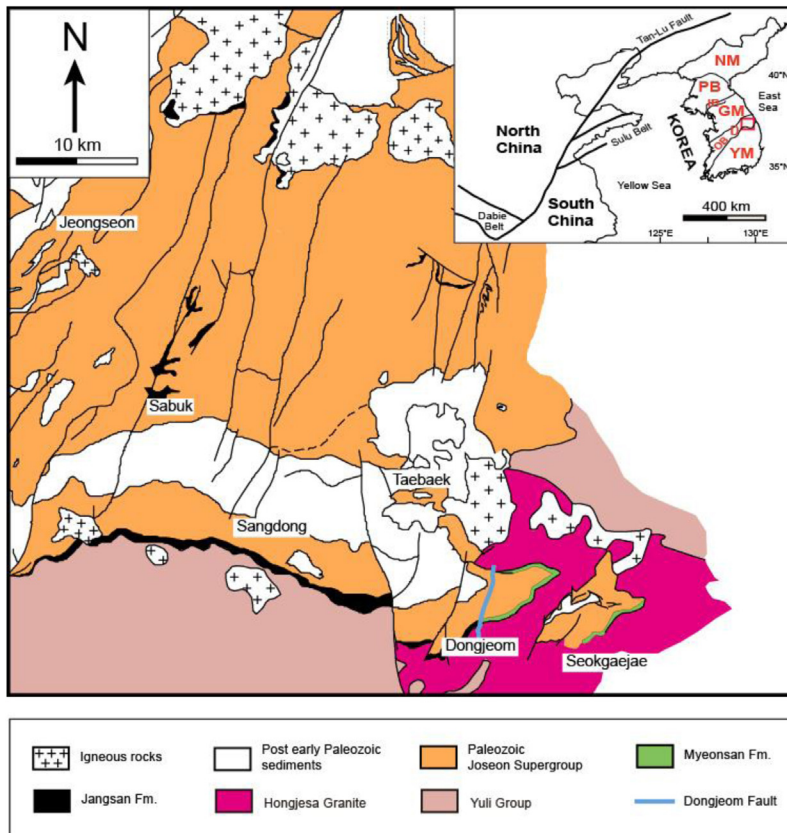 N
10 km
Tan-Lu Fault
NM
40°N
PB
IB
East
Sea
GM
North
China
Sulu Belt
KOREA
D
OB
YM
35°N
Yellow Sea
South
China
Dabie
Belt
400 km
125°E
130°E
Jeongseon
Sabuk
Taebaek
Sangdong
Dongjeom
Seokgaejae
Igneous rocks
Post early Paleozoic
sediments
Paleozoic
Joseon Supergroup
Myeonsan Fm.
Jangsan Fm.
Hongjesa Granite
Yuli Group
Dongjeom Fault